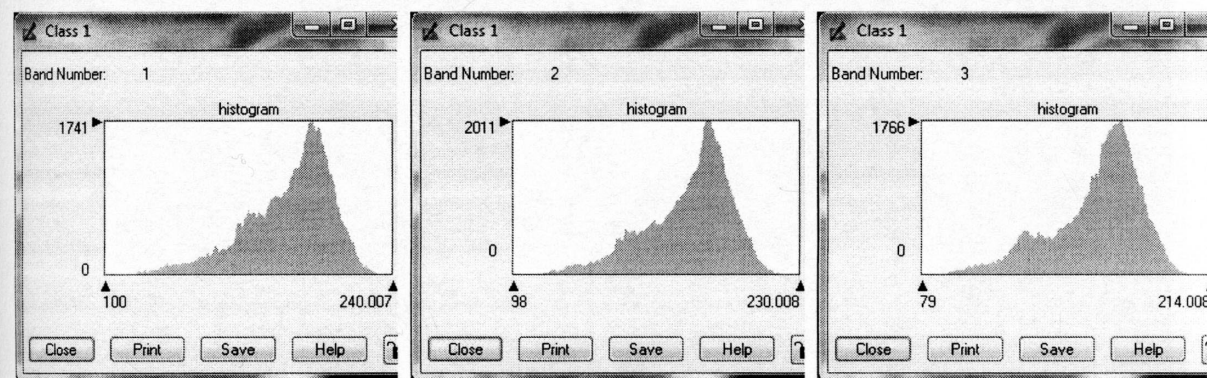 Class 1
Band Number: 1
histogram
1741
0
100 240.007
Close Print Save Help
Class 1
Band Number: 2
histogram
2011
0
98 230.008
Close Print Save Help
Class 1
Band Number: 3
histogram
1766
0
79 214.008
Close Print Save Help